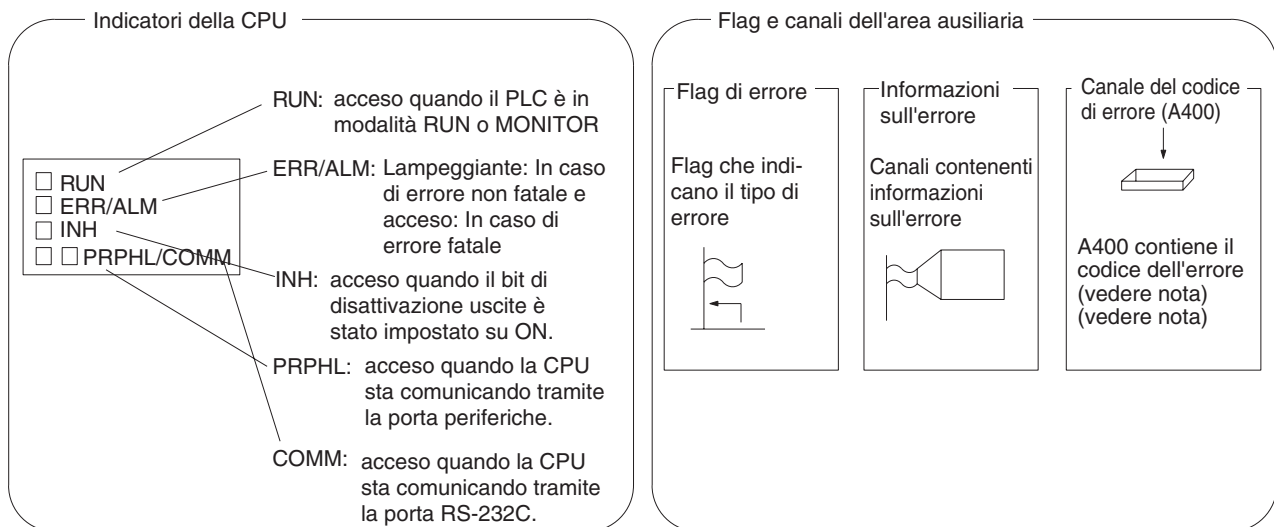 Indicatori della CPU
RUN: acceso quando il PLC è in
modalità RUN o MONITOR
ERR/ALM: Lampeggiante: In caso
di errore non fatale e
acceso: In caso di
errore fatale
RUN
ERR/ALM
INH
PRPHL/COMM
INH: acceso quando il bit di
disattivazione uscite è
stato impostato su ON.
PRPHL: acceso quando la CPU
sta comunicando tramite
la porta periferiche.
COMM: acceso quando la CPU
sta comunicando tramite
la porta RS-232C.
Flag e canali dell'area ausiliaria
Flag di errore
Flag che indi-
cano il tipo di
errore
Informazioni
sull'errore
Canali contenenti
informazioni
sull'errore
Canale del codice
di errore (A400)
A400 contiene il
codice dell'errore
(vedere nota)
(vedere nota)